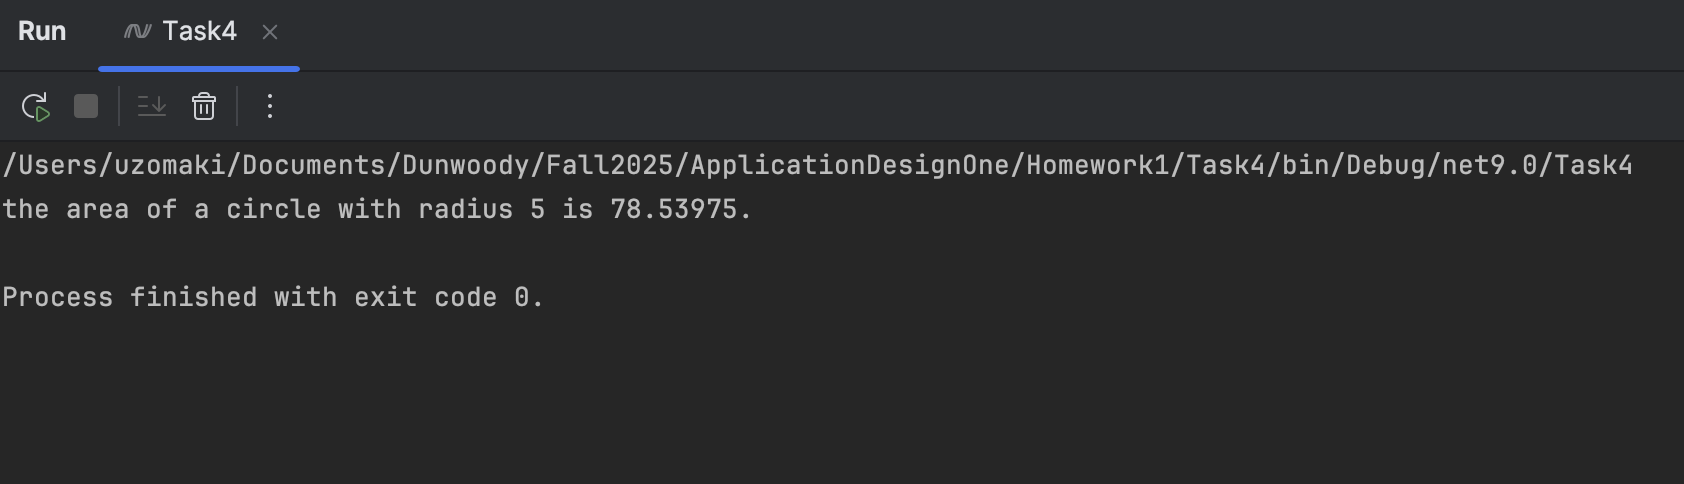 Run Task4
/Users/uzomaki/Documents/Dunwoody/Fall2025/ApplicationDesignOne/Homework1/Task4/bin/Debug/net9.0/Task4
the area of a circle with radius 5 is 78.53975.
Process finished with exit code 0.